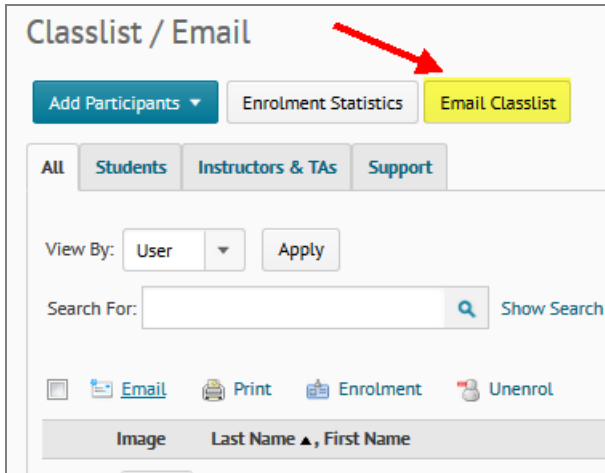 Classlist / Email
Add Participants Enrolment Statistics Email Classlist
All Students Instructors & TAs Support
View By: User Apply
Search For: Show Search
Email Print Enrolment Unenrol
Image Last Name ▲, First Name